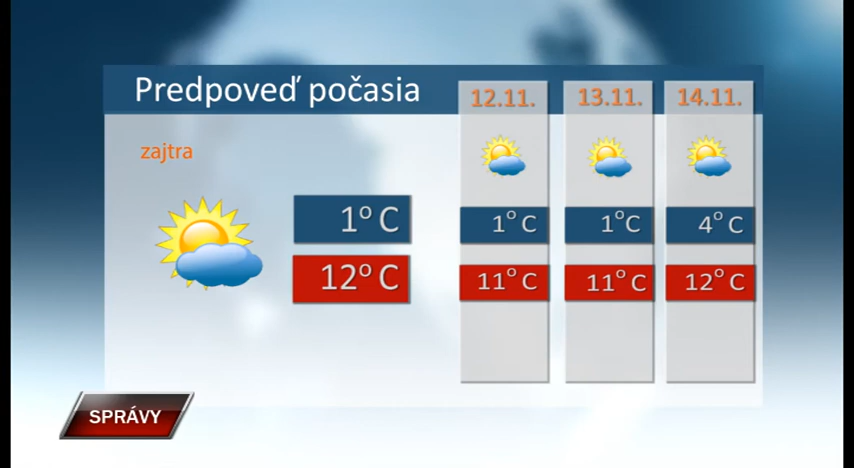 Predpoveď počasia
zajtra
1° C
12° C
12.11. 13.11. 14.11.
1° C 1°C 4° C
11° C 11° C 12° C
SPRÁVY